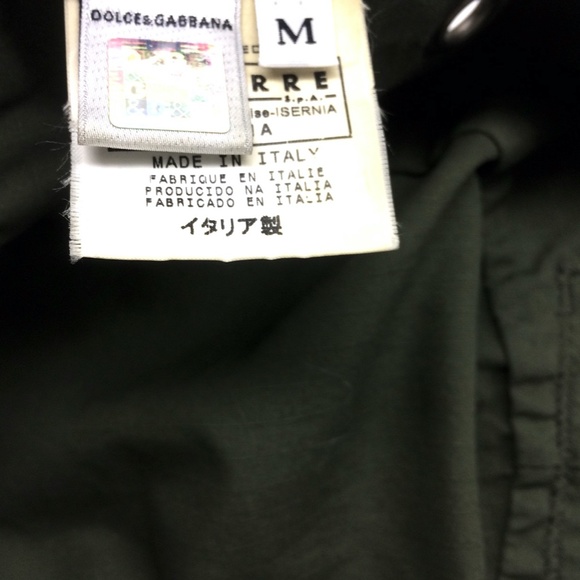 DOLCE&GABBANA
M
RRE
S.p.A.
ISERNIA
MADE IN ITALY
FABRIQUE EN ITALIE
PRODUCIDO NA ITALIA
FABRICADO EN ITALIA
イタリア製